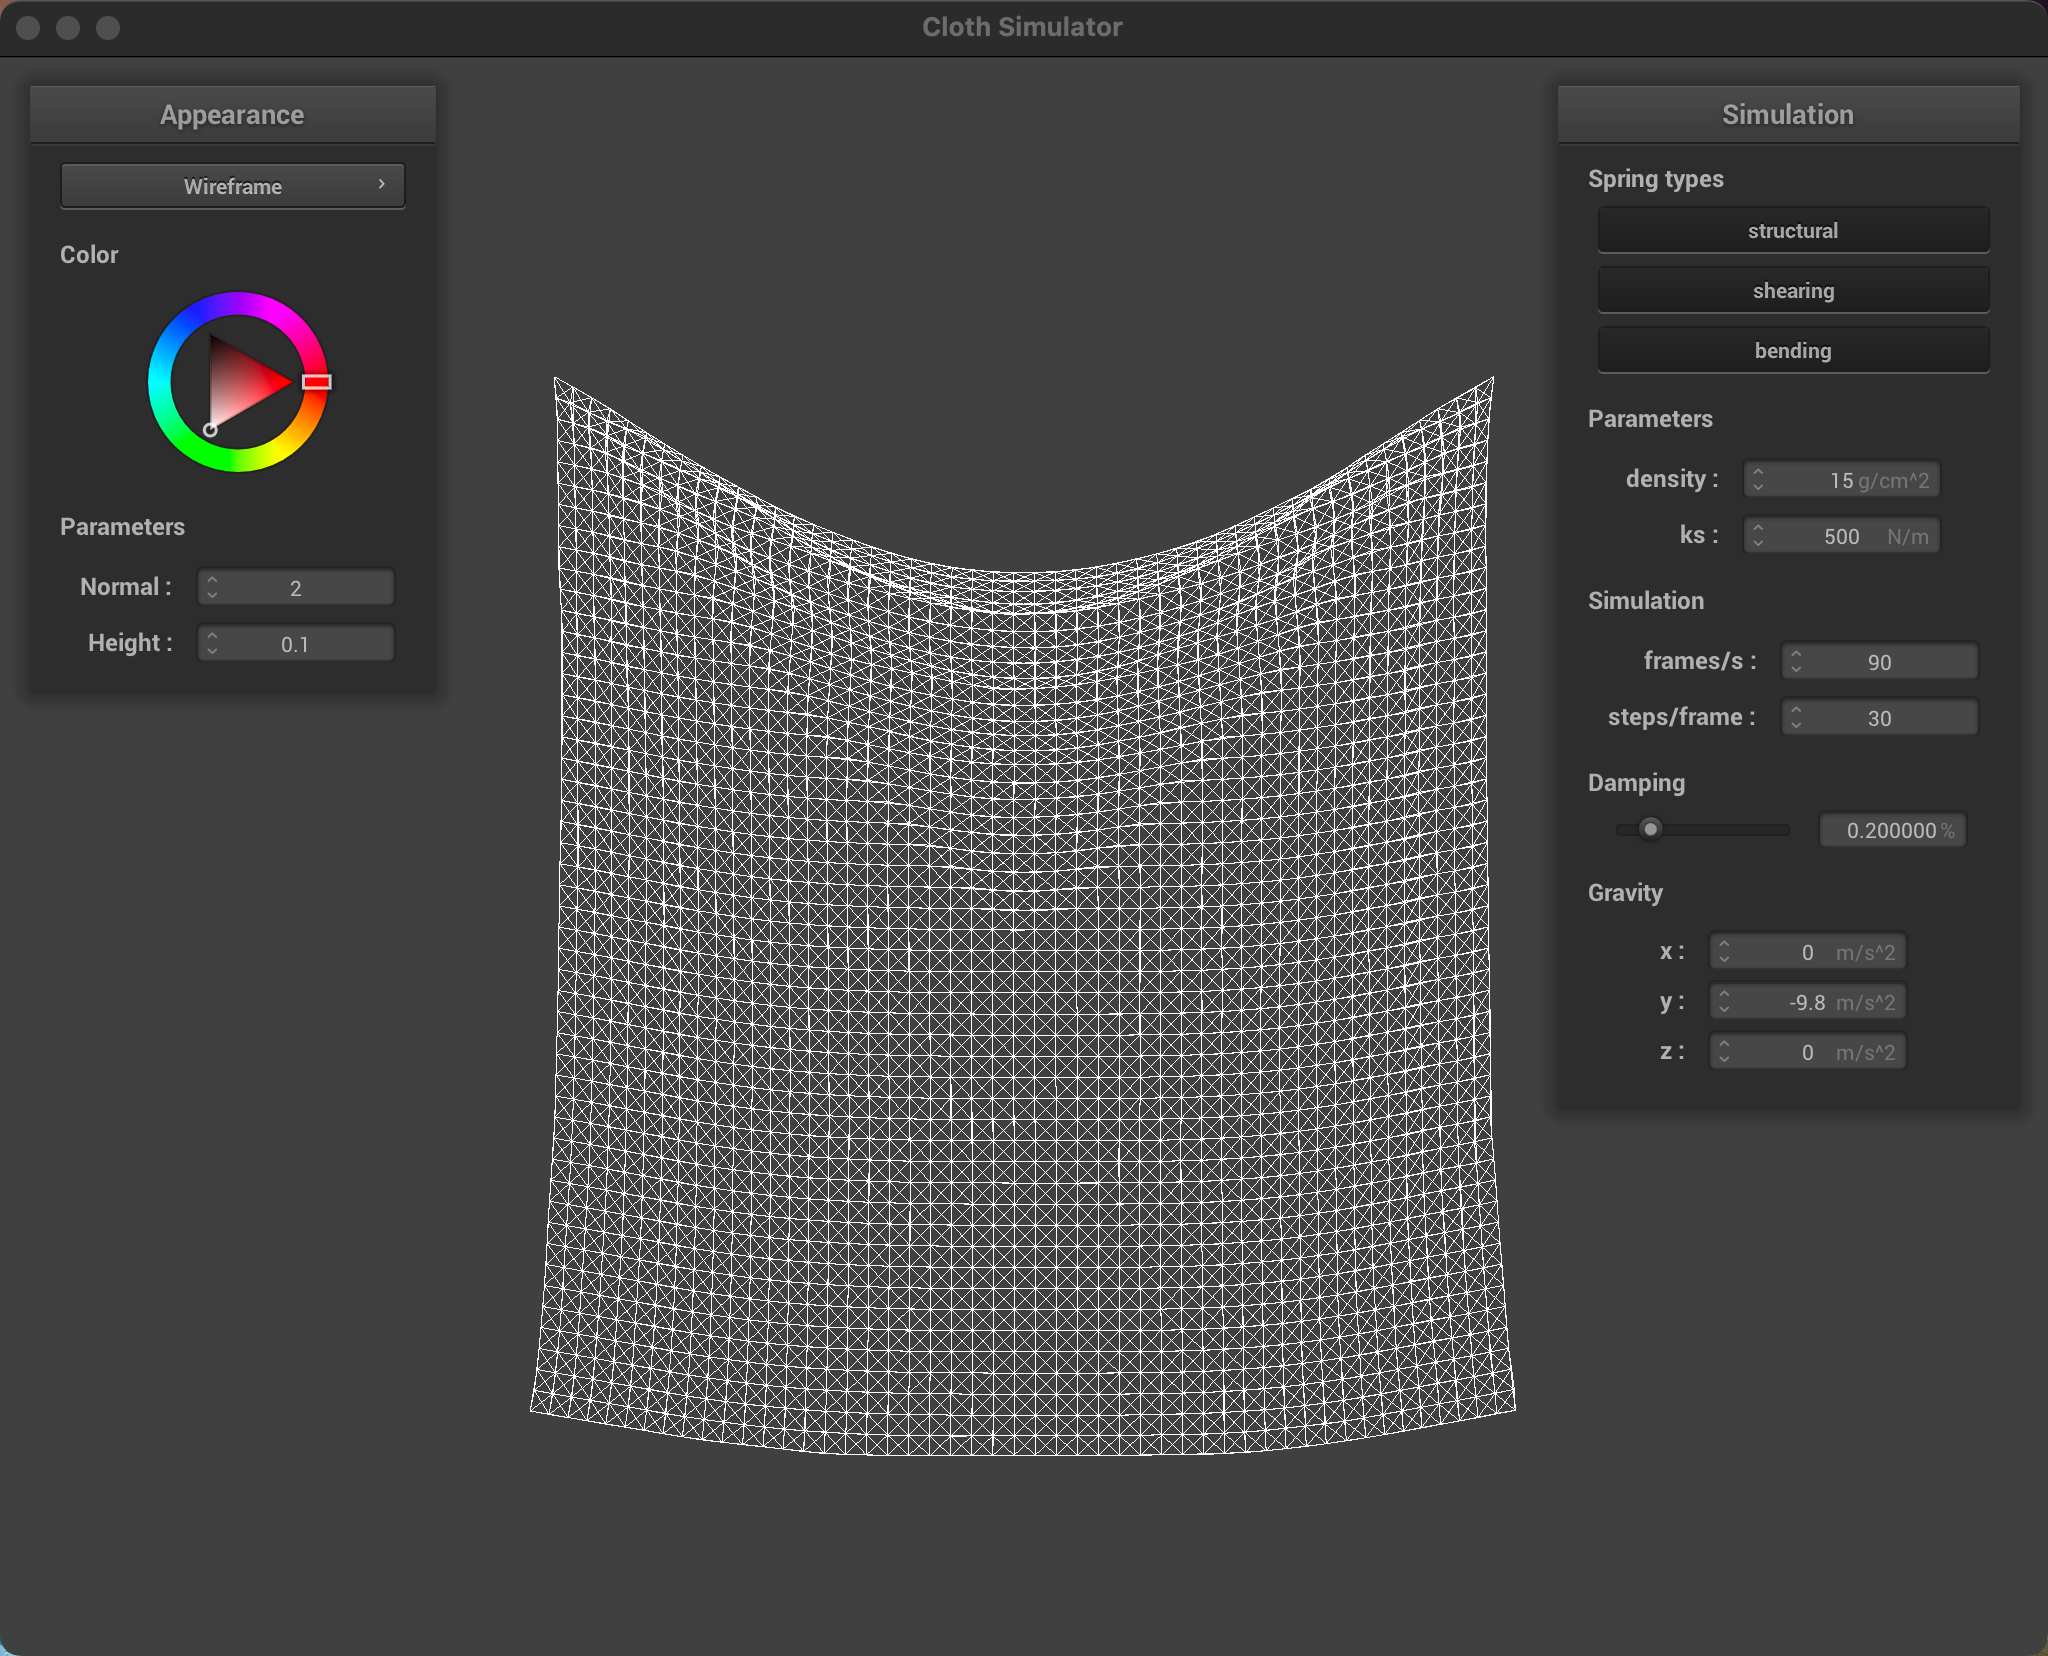 Cloth Simulator
Appearance
Wireframe
Color
Parameters
Normal : 2
Height : 0.1
Simulation
Spring types
structural
shearing
bending
Parameters
density : 15 g/cm^2
ks : 500 N/m
Simulation
frames/s : 90
steps/frame : 30
Damping
0.200000 %
Gravity
x : 0 m/s^2
y : -9.8 m/s^2
z : 0 m/s^2